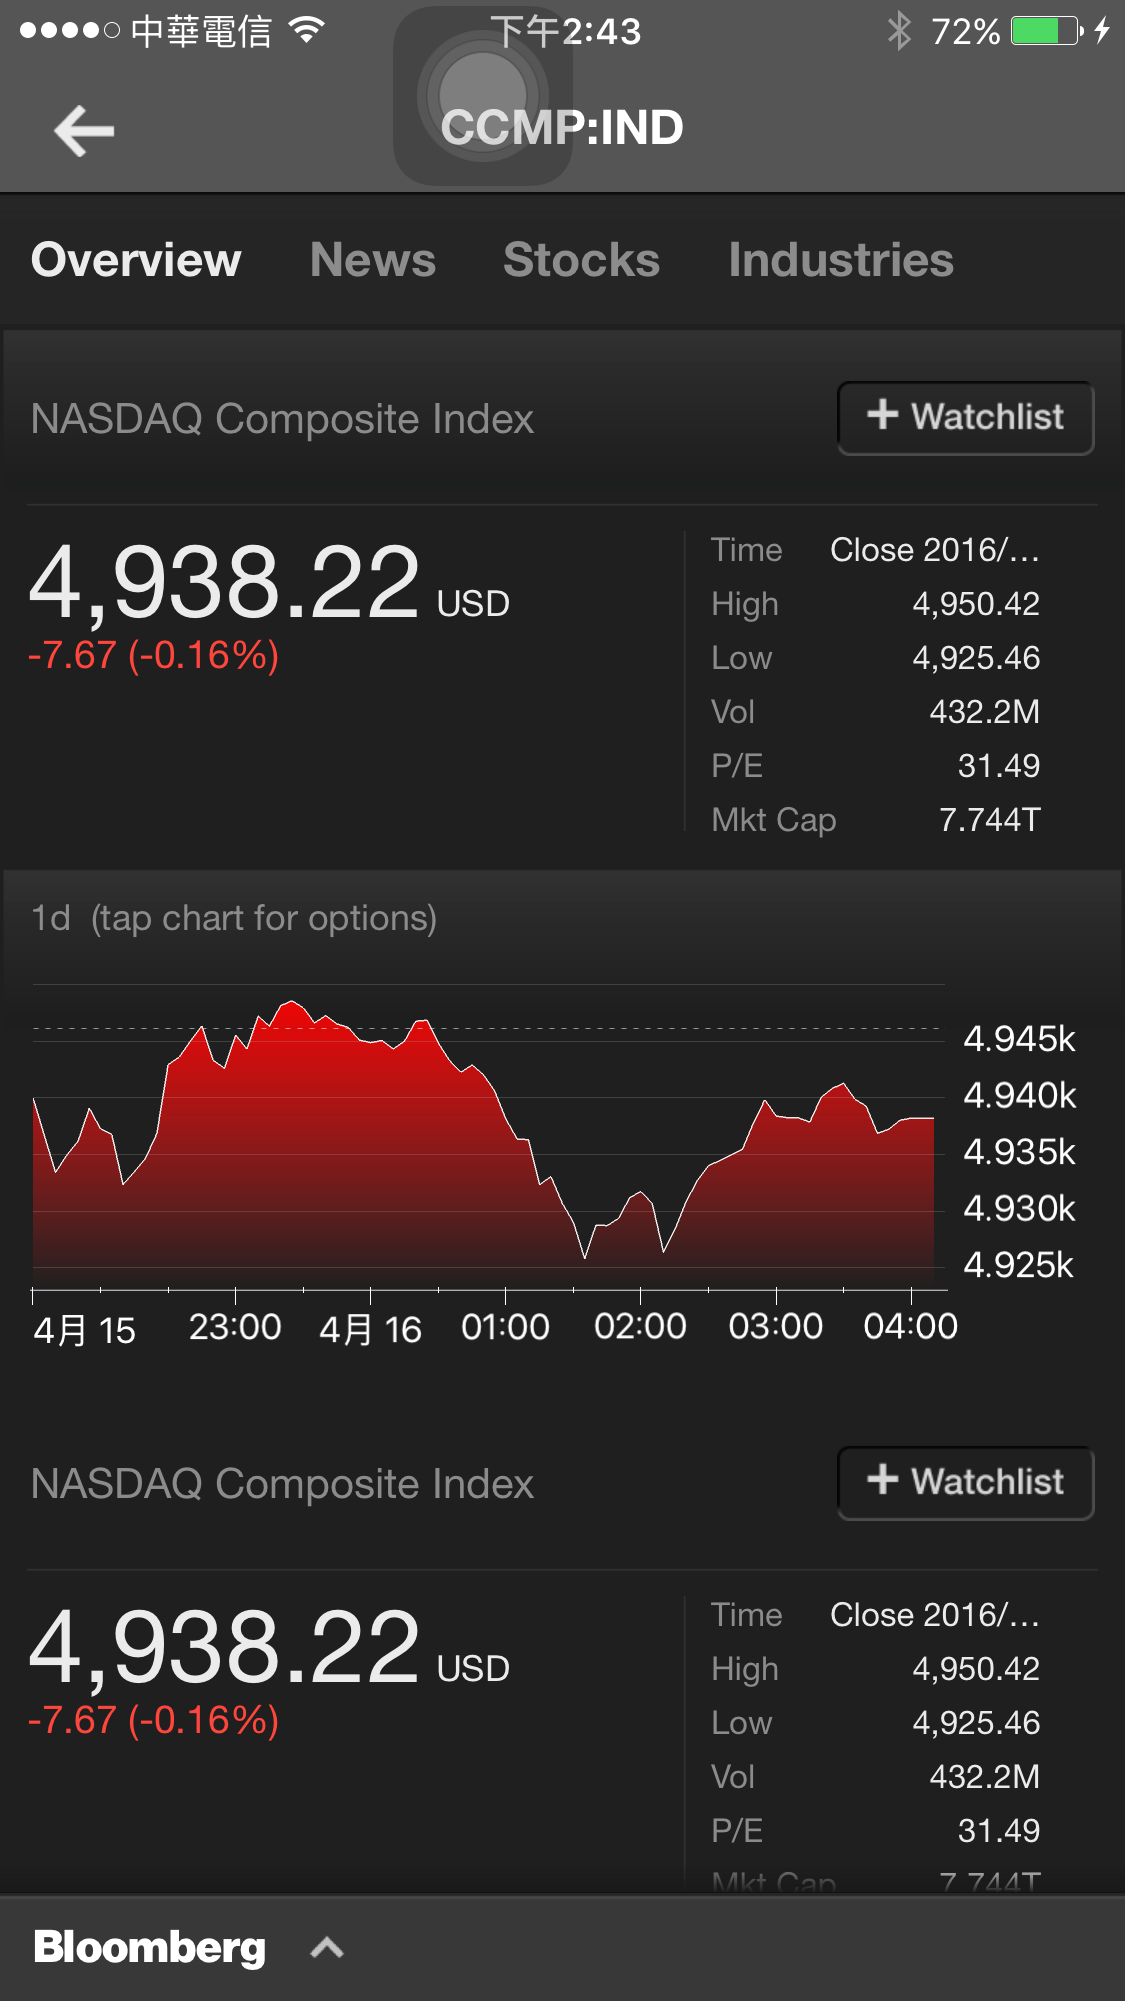 中華電信 下午2:43 72%
CCMP:IND
Overview News Stocks Industries
NASDAQ Composite Index + Watchlist
4,938.22 USD
-7.67 (-0.16%)
Time Close 2016/...
High 4,950.42
Low 4,925.46
Vol 432.2M
P/E 31.49
Mkt Cap 7.744T
1d (tap chart for options)
4.945k
4.940k
4.935k
4.930k
4.925k
4月 15 23:00 4月 16 01:00 02:00 03:00 04:00
NASDAQ Composite Index + Watchlist
4,938.22 USD
-7.67 (-0.16%)
Time Close 2016/...
High 4,950.42
Low 4,925.46
Vol 432.2M
P/E 31.49
Mkt Cap 7.744T
Bloomberg